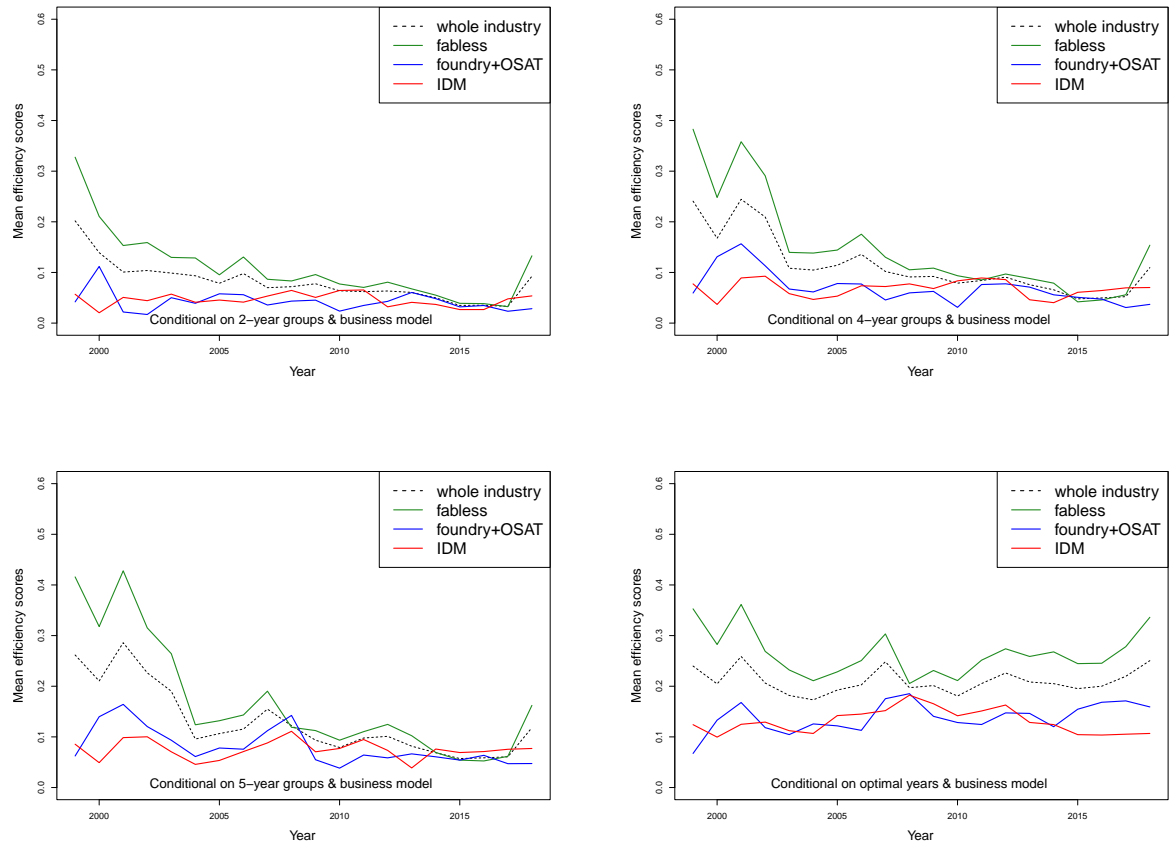 0.6
0.5
0.4
0.3
0.2
0.1
0.0
Mean efficiency scores
whole industry
fabless
foundry+OSAT
IDM
Conditional on 2−year groups & business model
2000 2005 2010 2015
Year
0.6
0.5
0.4
0.3
0.2
0.1
0.0
Mean efficiency scores
whole industry
fabless
foundry+OSAT
IDM
Conditional on 4−year groups & business model
2000 2005 2010 2015
Year
0.6
0.5
0.4
0.3
0.2
0.1
0.0
Mean efficiency scores
whole industry
fabless
foundry+OSAT
IDM
Conditional on 5−year groups & business model
2000 2005 2010 2015
Year
0.6
0.5
0.4
0.3
0.2
0.1
0.0
Mean efficiency scores
whole industry
fabless
foundry+OSAT
IDM
Conditional on optimal years & business model
2000 2005 2010 2015
Year